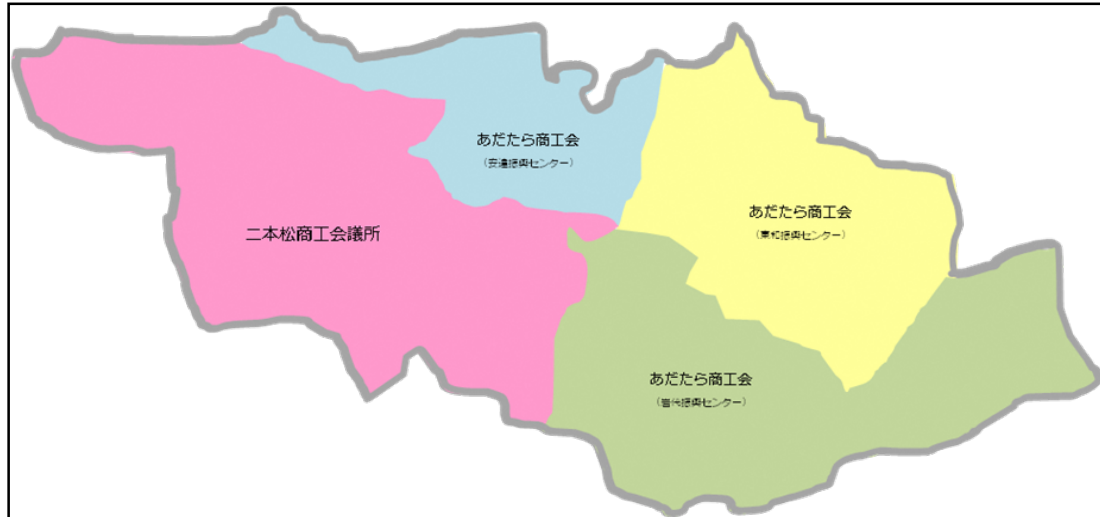 あだたら商工会
(安達振興センター)
あだたら商工会
(東和振興センター)
二本松商工会議所
あだたら商工会
(岩代振興センター)